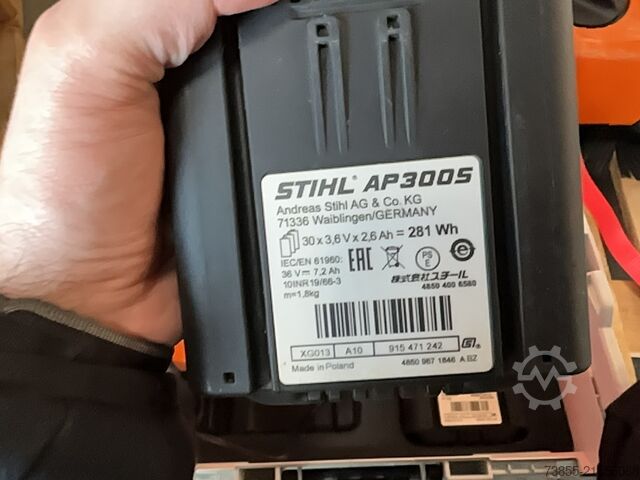 STIHL® AP300S
Andreas Stihl AG & Co. KG
71336 Waiblingen/GERMANY
30 x 3,6 V x 2,6 Ah = 281 Wh
IEC/EN 61960:
36 V ⎓ 7,2 Ah
10INR19/66-3
m=1,8kg
EAC
PS
E
株式会社スチール
4850 400 6580
XG013 A10 915 471 242
Made in Poland
4850 967 1846 A BZ